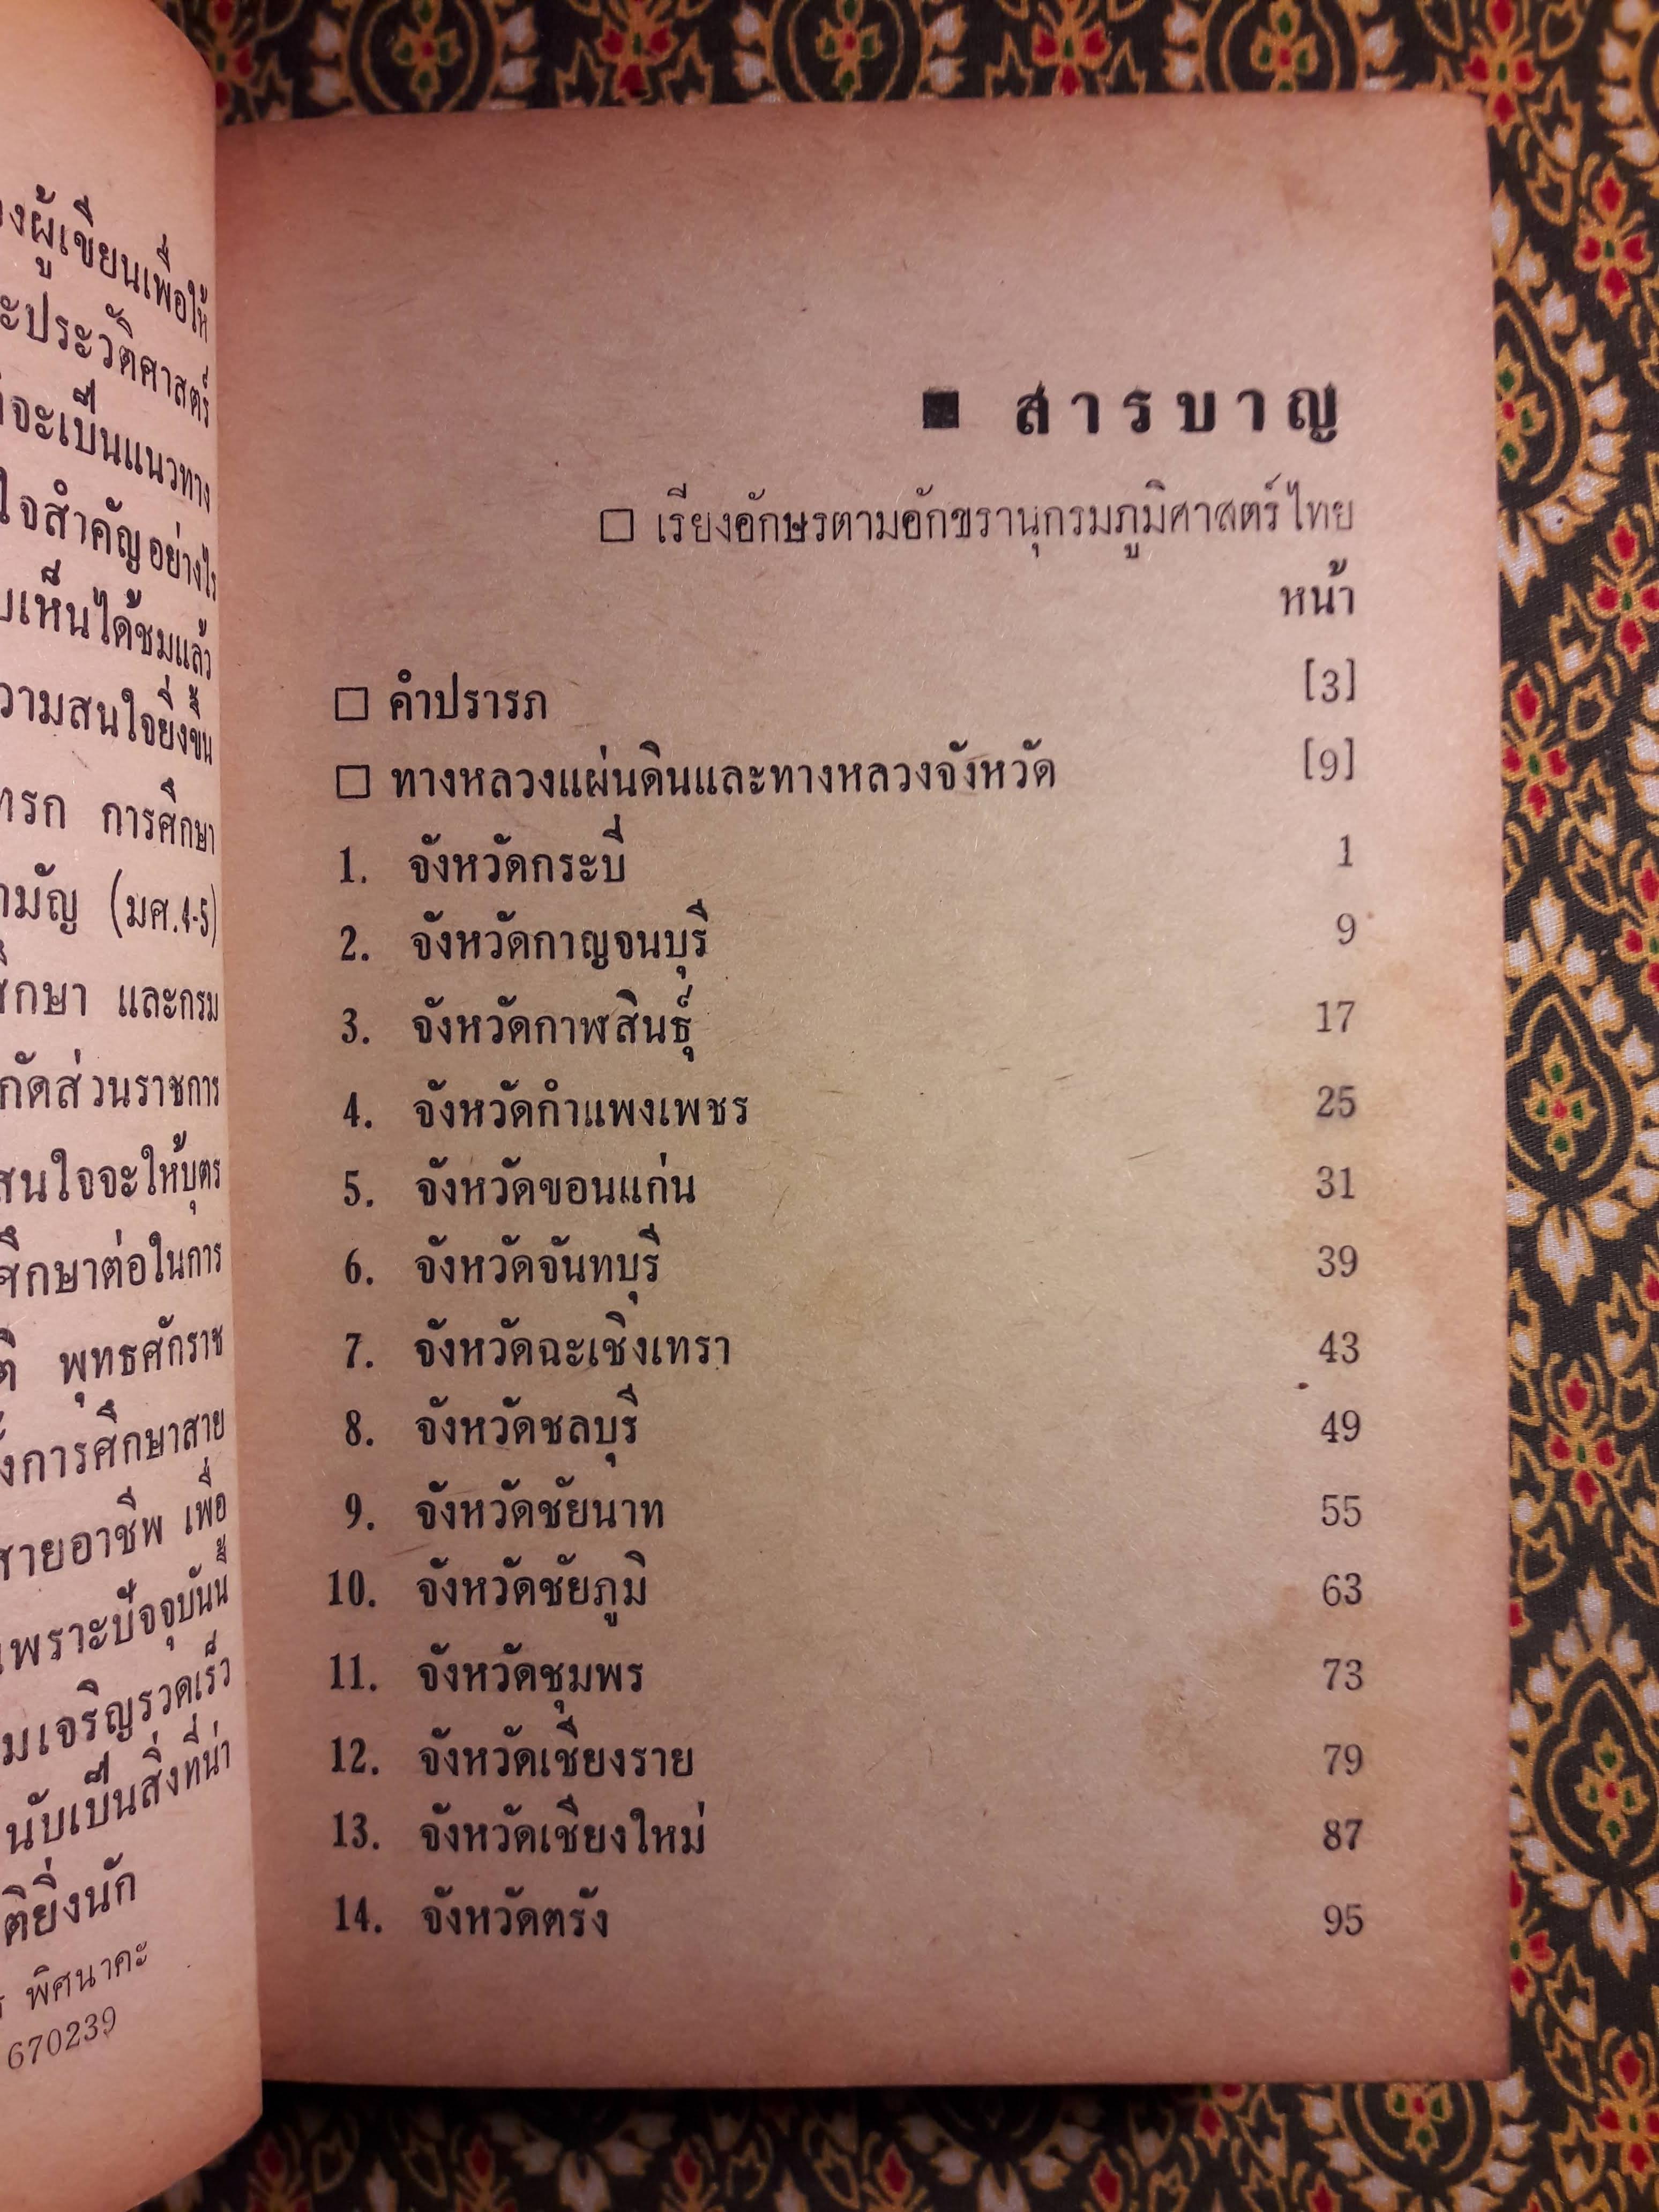 ผู้เขียนเพื่อให้
ประวัติศาสตร์
จะเป็นแนวทาง
สำคัญอย่างไร
เห็นได้ชมแล้ว
ความสนใจยิ่งขึ้น
การศึกษา
(มศ.4-5)
และกรม
ส่วนราชการ
สนใจจะให้บุตร
ศึกษาต่อในการ
พุทธศักราช
การศึกษาสาย
สายอาชีพ เพื่อ
เพราะปัจจุบันนี้
เจริญรวดเร็ว
นับเป็นสิ่งที่น่า
ยิ่งนัก
พิศนาคะ
670239
■ สารบาญ
□ เรียงอักษรตามอักขรานุกรมภูมิศาสตร์ไทย
หน้า
□ คำปรารภ [3]
□ ทางหลวงแผ่นดินและทางหลวงจังหวัด [9]
1. จังหวัดกระบี่ 1
2. จังหวัดกาญจนบุรี 9
3. จังหวัดกาฬสินธุ์ 17
4. จังหวัดกำแพงเพชร 25
5. จังหวัดขอนแก่น 31
6. จังหวัดจันทบุรี 39
7. จังหวัดฉะเชิงเทรา 43
8. จังหวัดชลบุรี 49
9. จังหวัดชัยนาท 55
10. จังหวัดชัยภูมิ 63
11. จังหวัดชุมพร 73
12. จังหวัดเชียงราย 79
13. จังหวัดเชียงใหม่ 87
14. จังหวัดตรัง 95